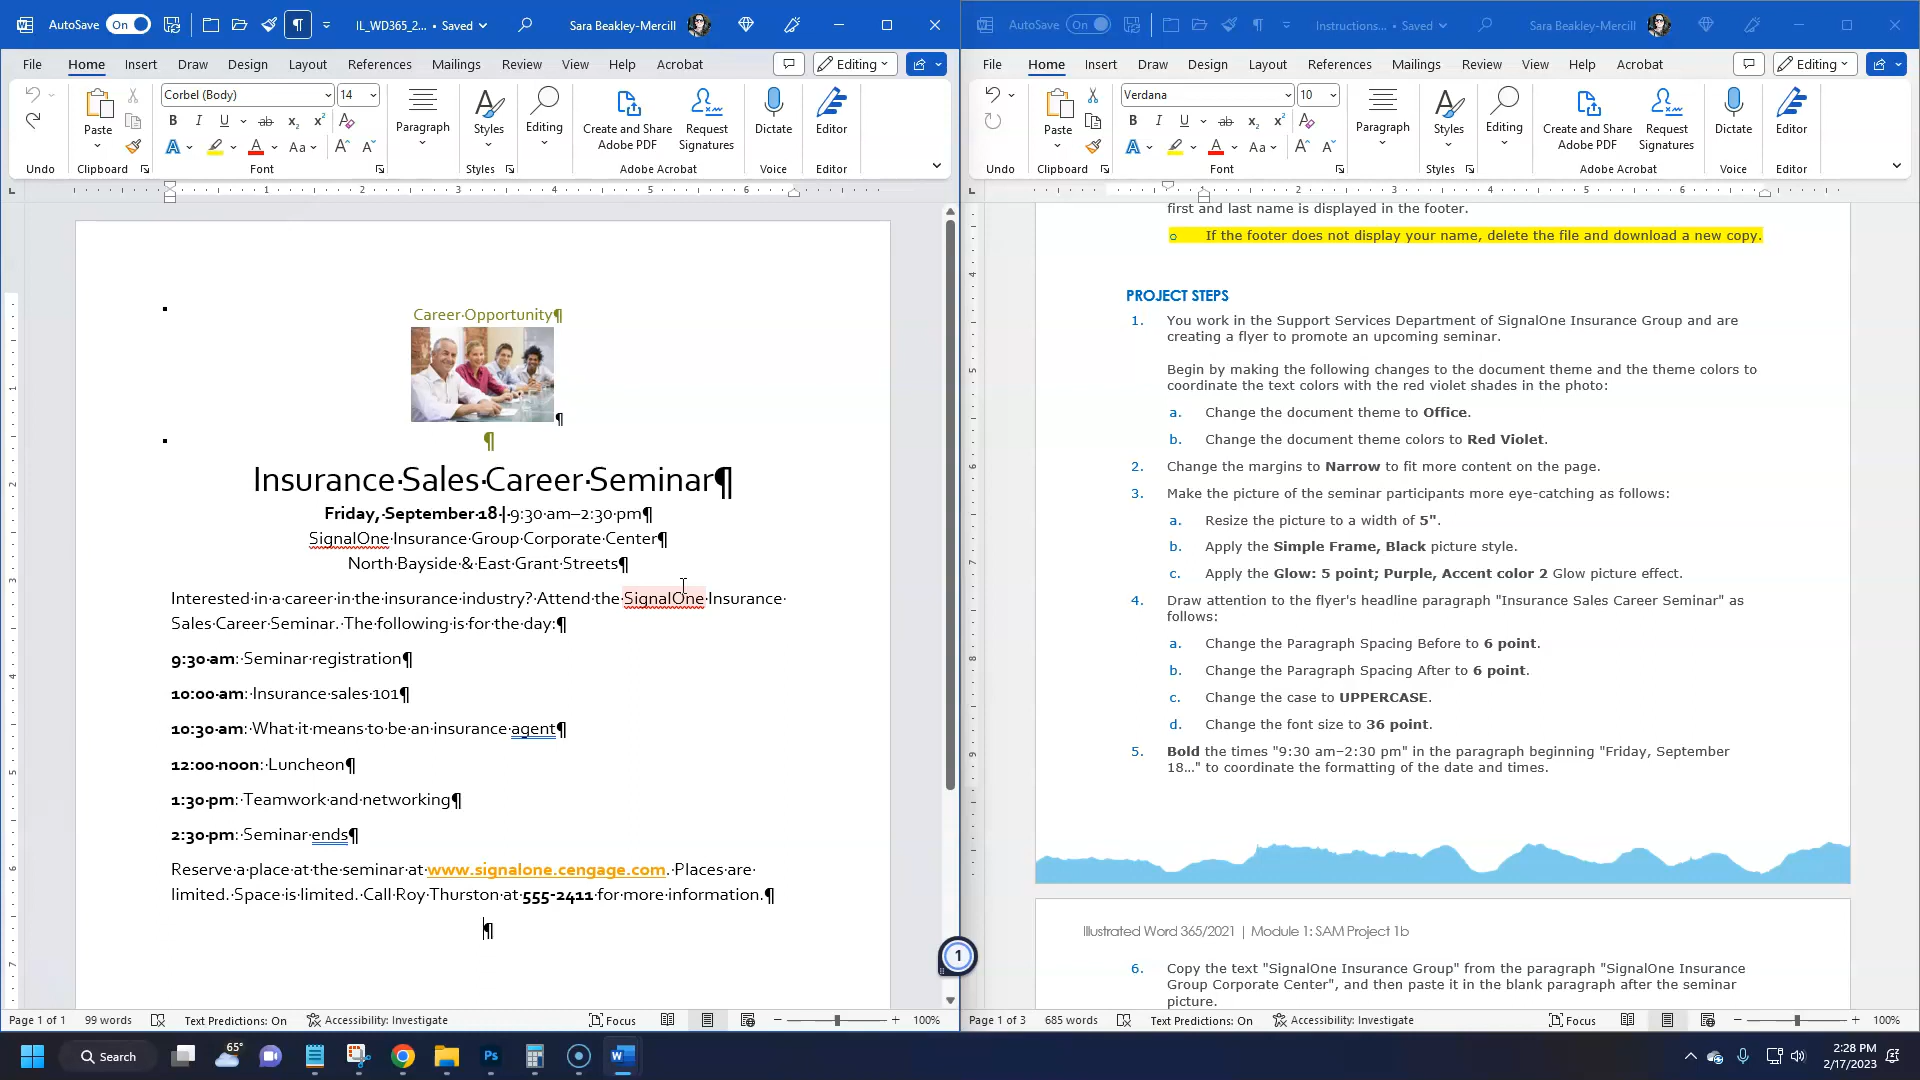 AutoSave On IL_WD365_2... • Saved Sara Beakley-Mercill
File Home Insert Draw Design Layout References Mailings Review View Help Acrobat Editing
Corbel (Body) 14
Paste Paragraph Styles Editing Create and Share Adobe PDF Request Signatures Dictate Editor
Undo Clipboard Font Styles Adobe Acrobat Voice Editor
Career Opportunity¶
¶
¶
Insurance Sales Career Seminar¶
Friday, September 18 | 9:30 am–2:30 pm¶
SignalOne Insurance Group Corporate Center¶
North Bayside & East Grant Streets¶
Interested in a career in the insurance industry? Attend the SignalOne Insurance
Sales Career Seminar. The following is for the day:¶
9:30 am: Seminar registration¶
10:00 am: Insurance sales 101¶
10:30 am: What it means to be an insurance agent¶
12:00 noon: Luncheon¶
1:30 pm: Teamwork and networking¶
2:30 pm: Seminar ends¶
Reserve a place at the seminar at www.signalone.cengage.com. Places are
limited. Space is limited. Call Roy Thurston at 555-2411 for more information.¶
¶
Page 1 of 1 99 words Text Predictions: On Accessibility: Investigate Focus 100%
AutoSave On Instructions... • Saved Sara Beakley-Mercill
File Home Insert Draw Design Layout References Mailings Review View Help Acrobat Editing
Verdana 10
Paste Paragraph Styles Editing Create and Share Adobe PDF Request Signatures Dictate Editor
Undo Clipboard Font Styles Adobe Acrobat Voice Editor
first and last name is displayed in the footer.
o If the footer does not display your name, delete the file and download a new copy.
PROJECT STEPS
1. You work in the Support Services Department of SignalOne Insurance Group and are
creating a flyer to promote an upcoming seminar.
Begin by making the following changes to the document theme and the theme colors to
coordinate the text colors with the red violet shades in the photo:
a. Change the document theme to Office.
b. Change the document theme colors to Red Violet.
2. Change the margins to Narrow to fit more content on the page.
3. Make the picture of the seminar participants more eye-catching as follows:
a. Resize the picture to a width of 5".
b. Apply the Simple Frame, Black picture style.
c. Apply the Glow: 5 point; Purple, Accent color 2 Glow picture effect.
4. Draw attention to the flyer's headline paragraph "Insurance Sales Career Seminar" as
follows:
a. Change the Paragraph Spacing Before to 6 point.
b. Change the Paragraph Spacing After to 6 point.
c. Change the case to UPPERCASE.
d. Change the font size to 36 point.
5. Bold the times "9:30 am–2:30 pm" in the paragraph beginning "Friday, September
18..." to coordinate the formatting of the date and times.
Illustrated Word 365/2021 | Module 1: SAM Project 1b
6. Copy the text "SignalOne Insurance Group" from the paragraph "SignalOne Insurance
Group Corporate Center", and then paste it in the blank paragraph after the seminar
picture.
Page 1 of 3 685 words Text Predictions: On Accessibility: Investigate Focus 100%
1
Search 65° 2:28 PM
2/17/2023